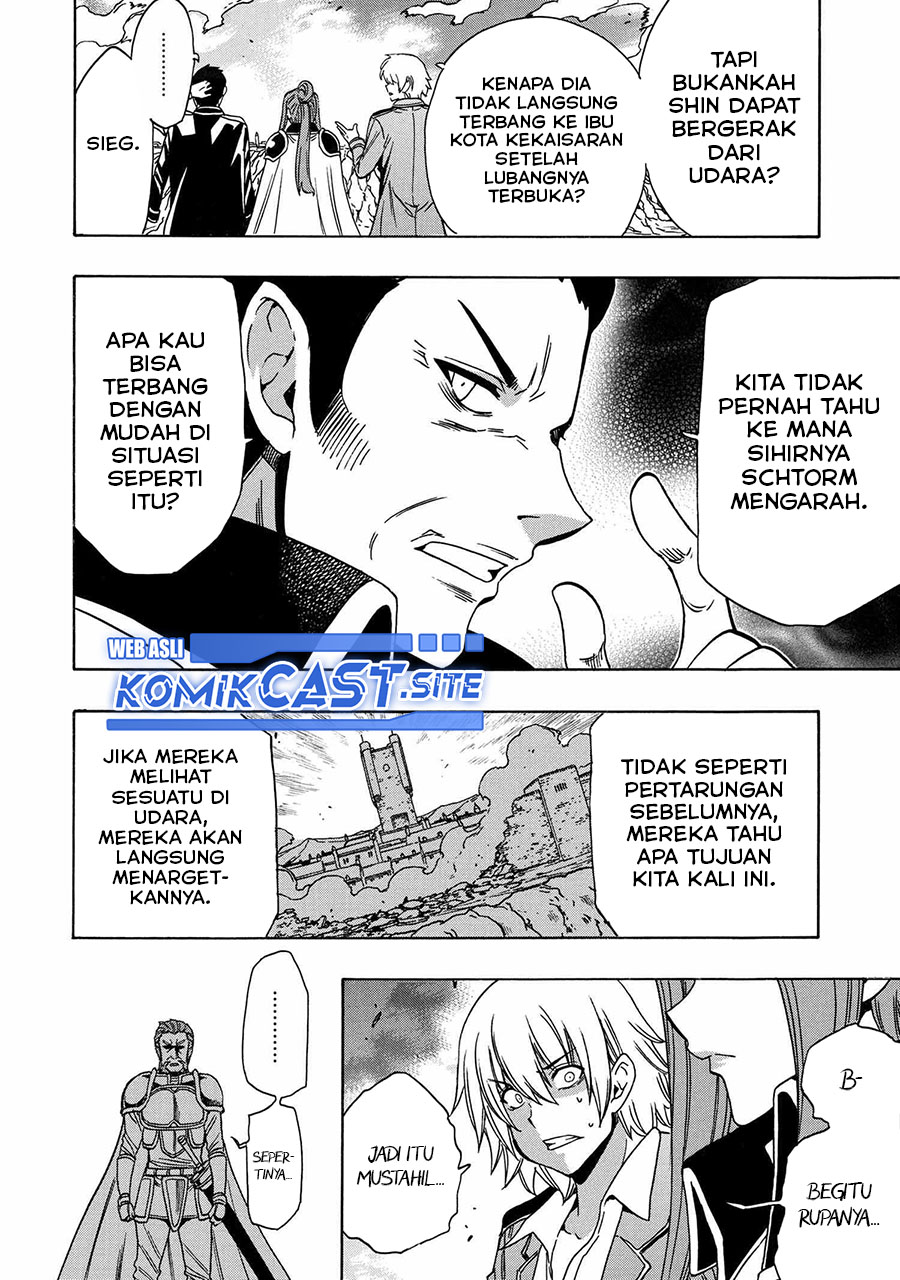 TAPI
BUKANKAH
SHIN DAPAT
BERGERAK
DARI
UDARA?
KENAPA DIA
TIDAK LANGSUNG
TERBANG KE IBU
KOTA KEKAISARAN
SETELAH
LUBANGNYA
TERBUKA?
.........
SIEG.
KITA TIDAK
PERNAH TAHU
KE MANA
SIHIRNYA
SCHTORM
MENGARAH.
APA KAU
BISA
TERBANG
DENGAN
MUDAH DI
SITUASI
SEPERTI
ITU?
WEB ASLI
KOMIKCAST.SITE
TIDAK SEPERTI
PERTARUNGAN
SEBELUMNYA,
MEREKA TAHU
APA TUJUAN
KITA KALI INI.
JIKA MEREKA
MELIHAT
SESUATU DI
UDARA,
MEREKA AKAN
LANGSUNG
MENARGET-
KANNYA.
B-
BEGITU
RUPANYA...
JADI ITU
MUSTAHIL...
.........
SEPER-
TINYA...